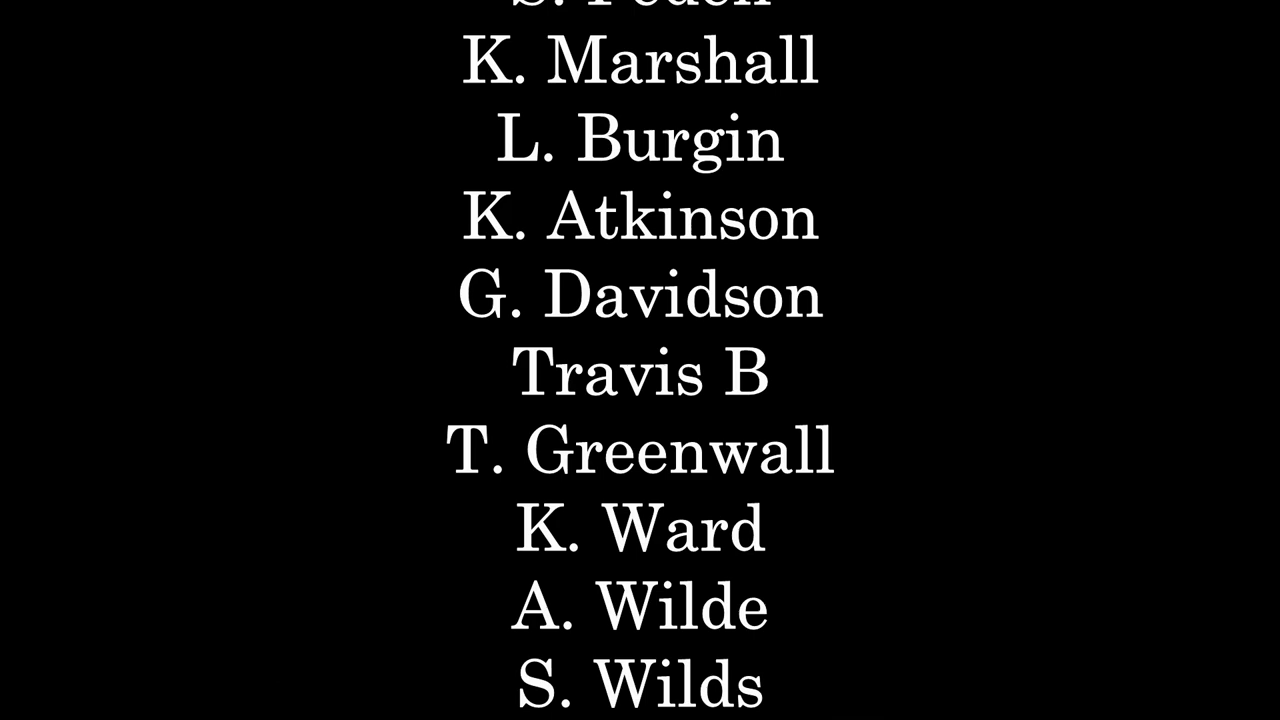 S.
K. Marshall
L. Burgin
K. Atkinson
G. Davidson
Travis B
T. Greenwall
K. Ward
A. Wilde
S. Wilds